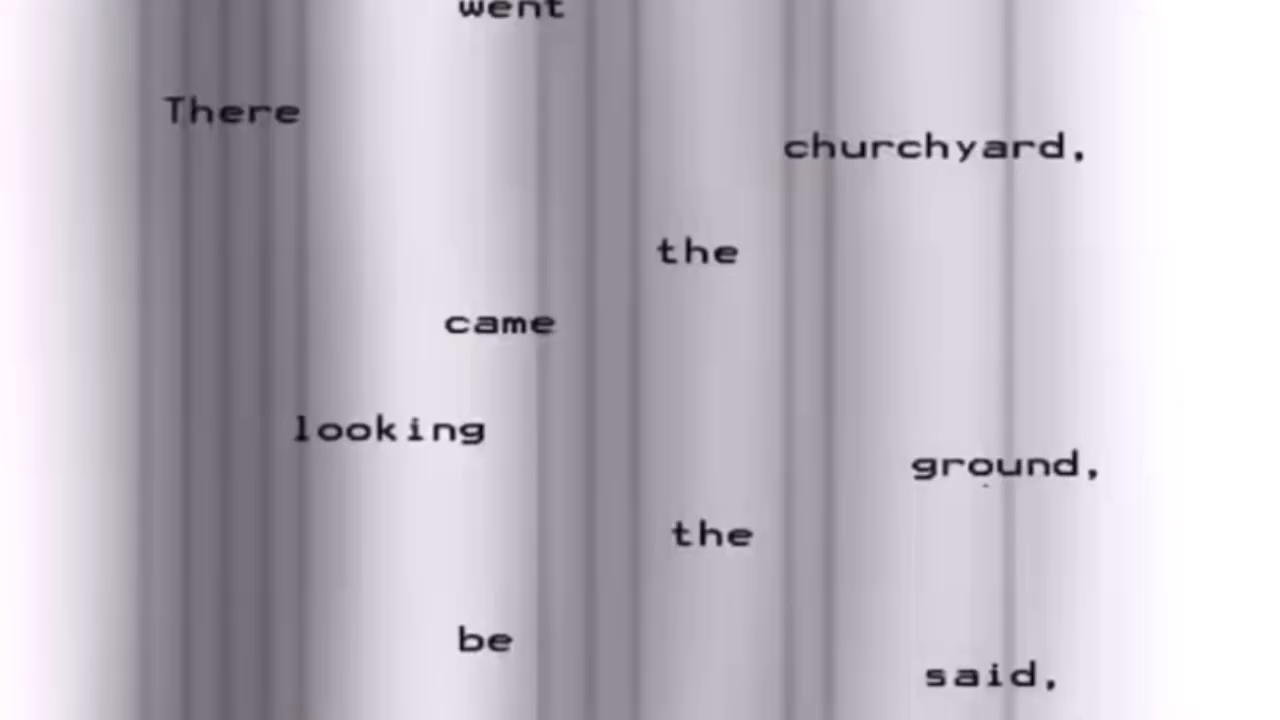 went
There
churchyard,
the
came
looking
ground,
the
be
said,